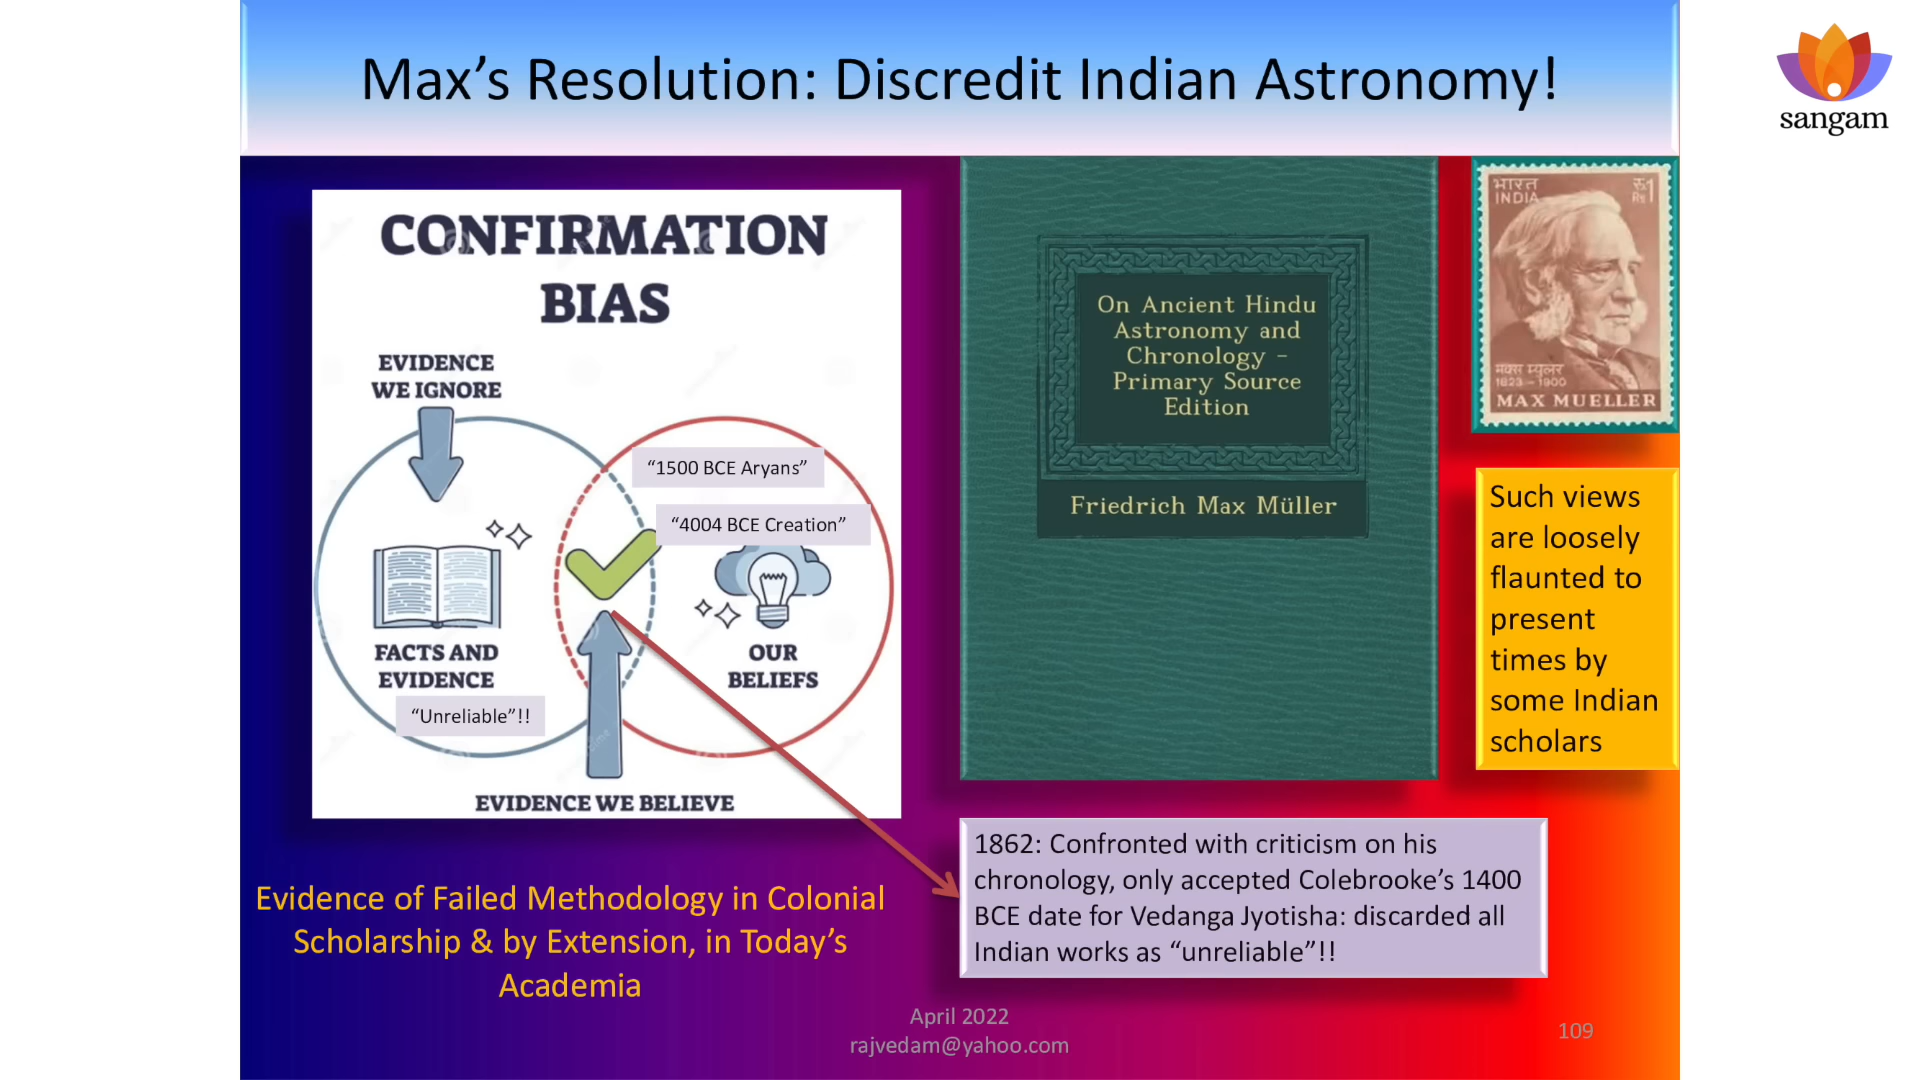 Max’s Resolution: Discredit Indian Astronomy!
sangam
CONFIRMATION
BIAS
EVIDENCE
WE IGNORE
“1500 BCE Aryans”
“4004 BCE Creation”
FACTS AND
EVIDENCE
OUR
BELIEFS
“Unreliable”!!
EVIDENCE WE BELIEVE
On Ancient Hindu
Astronomy and
Chronology -
Primary Source
Edition
Friedrich Max Müller
भारत
INDIA
रु1
Re1
मक्स म्यूलर
1823-1900
MAX MUELLER
Such views
are loosely
flaunted to
present
times by
some Indian
scholars
1862: Confronted with criticism on his
chronology, only accepted Colebrooke’s 1400
BCE date for Vedanga Jyotisha: discarded all
Indian works as “unreliable”!!
Evidence of Failed Methodology in Colonial
Scholarship & by Extension, in Today’s
Academia
April 2022
rajvedam@yahoo.com
109